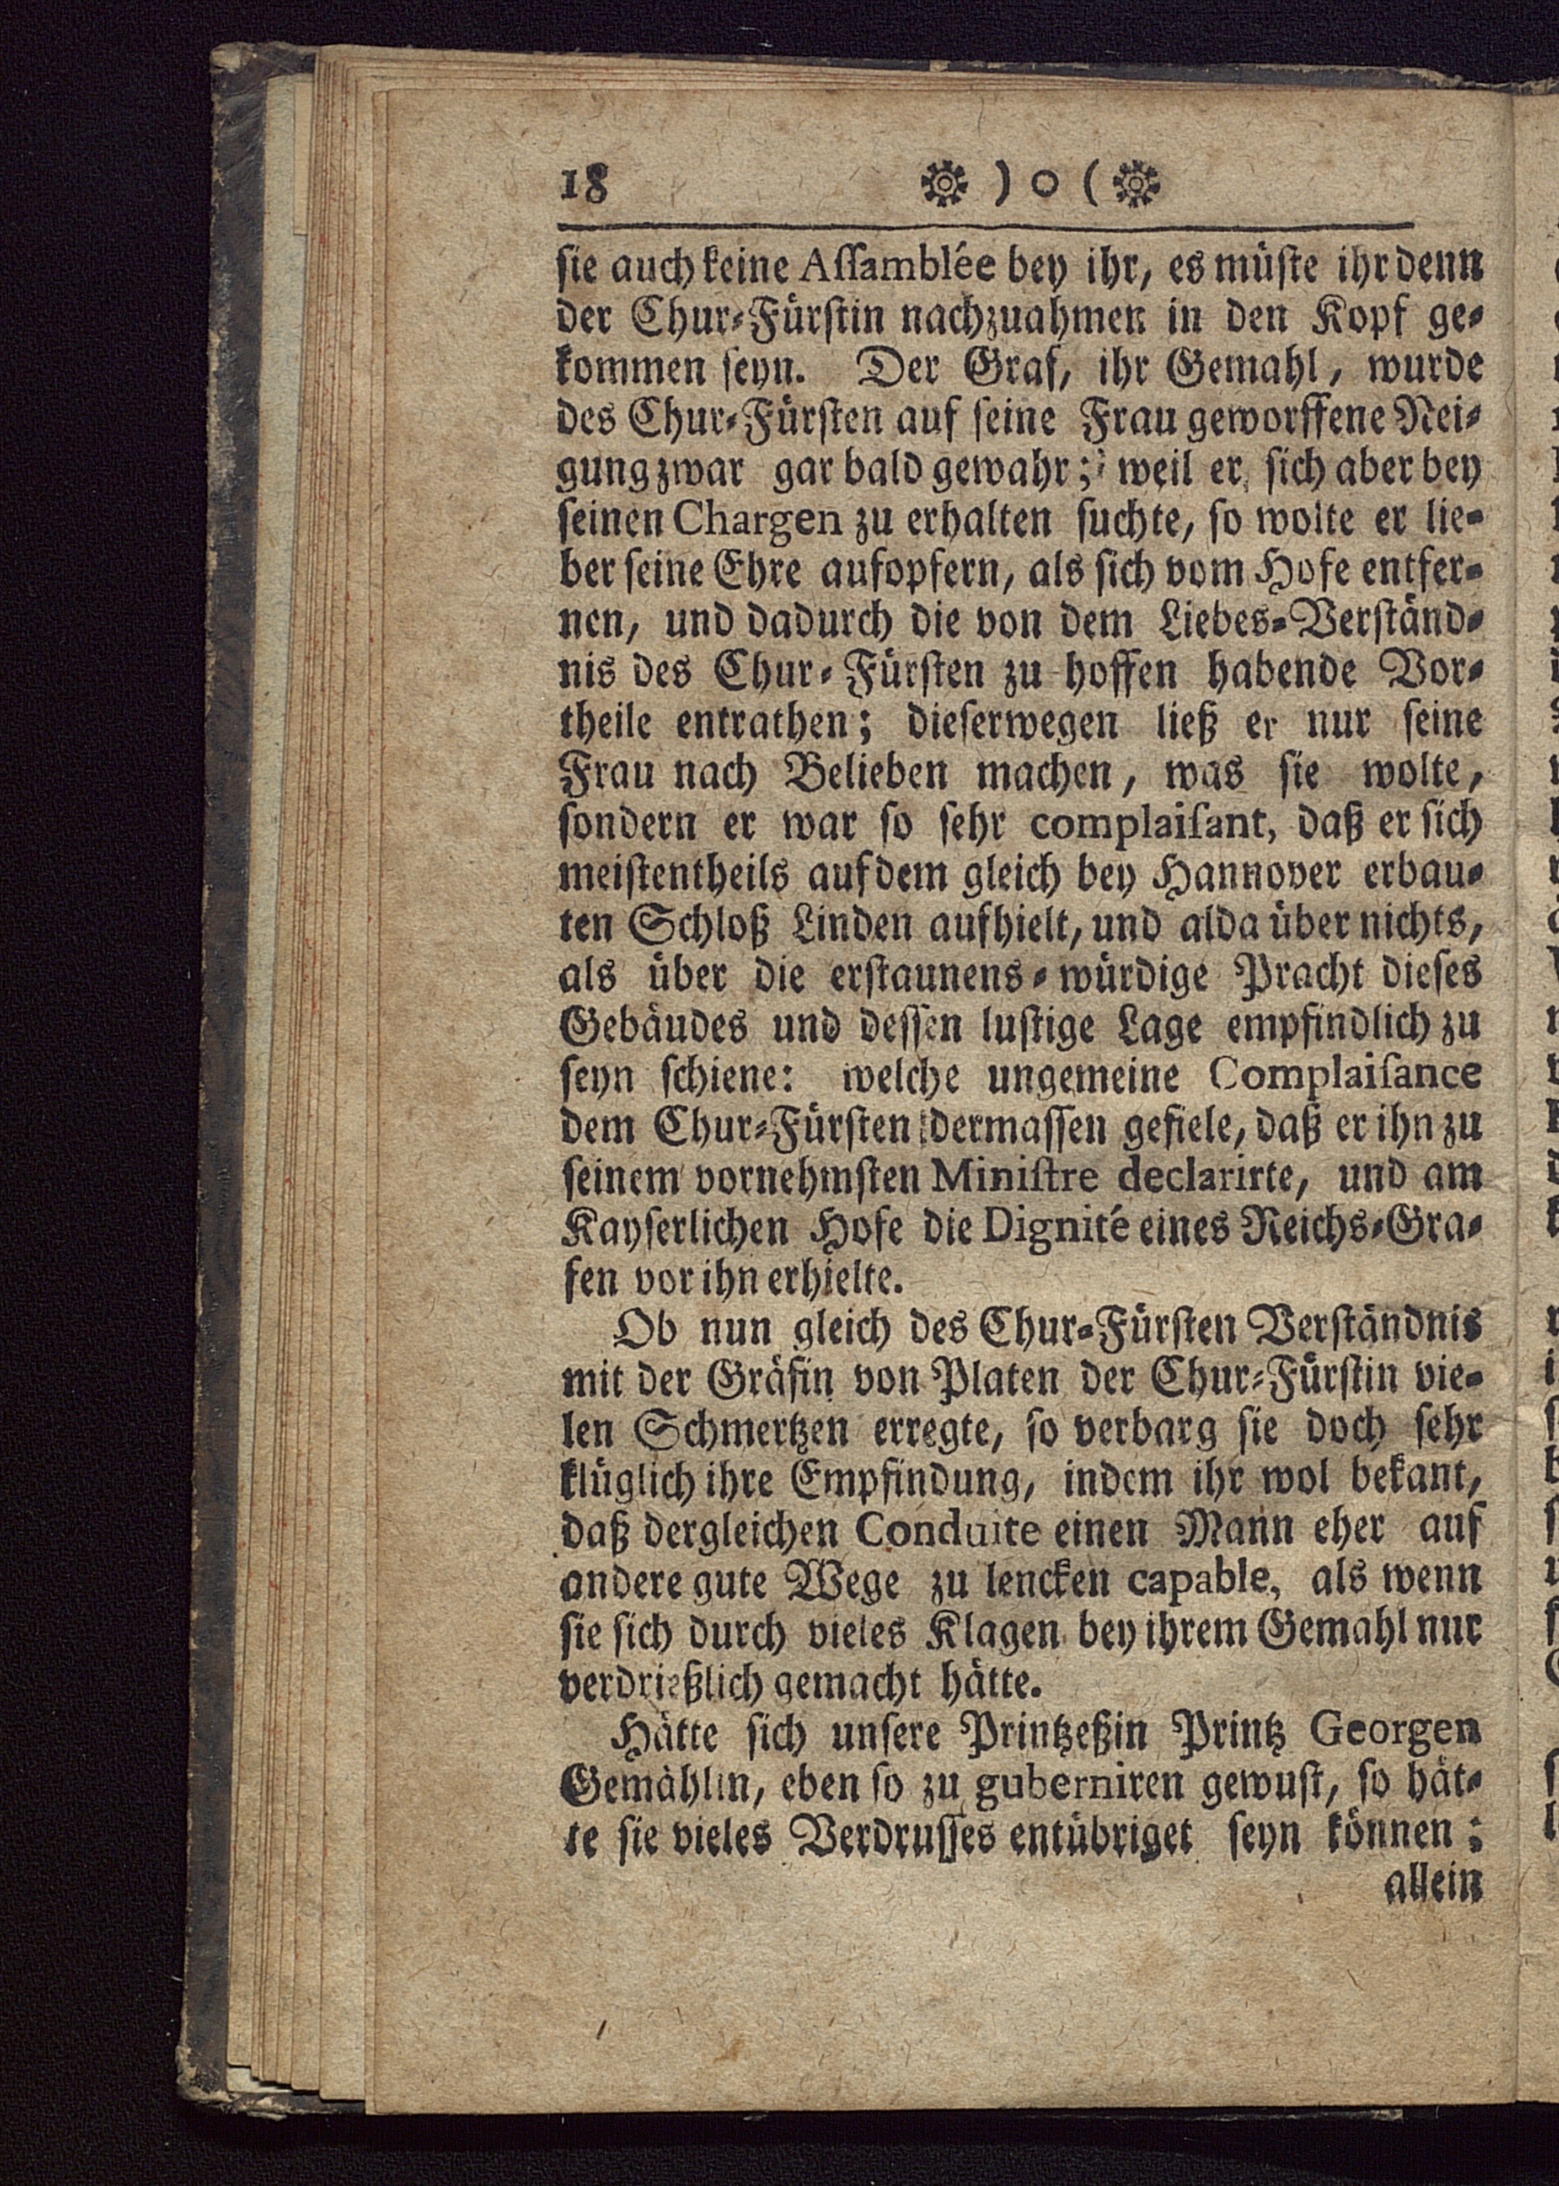 18 ❁ ) o ( ❁
sie auch keine Aſſamblée bey ihr, es müſte ihr denn
der Chur-Fürſtin nachzuahmen in den Kopf ge-
kommen ſeyn. Der Graf, ihr Gemahl, wurde
des Chur-Fürſten auf ſeine Frau geworffene Nei-
gung zwar gar bald gewahr; weil er ſich aber bey
ſeinen Chargen zu erhalten ſuchte, ſo wolte er lie-
ber ſeine Ehre aufopfern, als ſich vom Hofe entfer-
nen, und dadurch die von dem Liebes-Verſtänd-
nis des Chur-Fürſten zu hoffen habende Vor-
theile entrathen; dieſerwegen ließ er nur ſeine
Frau nach Belieben machen, was ſie wolte,
ſondern er war ſo ſehr complaiſant, daß er ſich
meiſtentheils auf dem gleich bey Hannover erbau-
ten Schloß Linden aufhielt, und alda über nichts,
als über die erſtaunens-würdige Pracht dieſes
Gebäudes und deſſen luſtige Lage empfindlich zu
ſeyn ſchiene: welche ungemeine Complaiſance
dem Chur-Fürſten dermaſſen gefiele, daß er ihn zu
ſeinem vornehmſten Miniſtre declarirte, und am
Kayſerlichen Hofe die Dignité eines Reichs-Gra-
fen vor ihn erhielte.
Ob nun gleich des Chur-Fürſten Verſtändnis
mit der Gräfin von Platen der Chur-Fürſtin vie-
len Schmertzen erregte, ſo verbarg ſie doch ſehr
klüglich ihre Empfindung, indem ihr wol bekant,
daß dergleichen Conduite einen Mann eher auf
andere gute Wege zu lencken capable, als wenn
ſie ſich durch vieles Klagen bey ihrem Gemahl nur
verdrießlich gemacht hätte.
Hätte ſich unſere Printzeßin Printz Georgen
Gemählin, eben ſo zu guberniren gewuſt, ſo hät-
te ſie vieles Verdruſſes entübriget ſeyn können;
allein